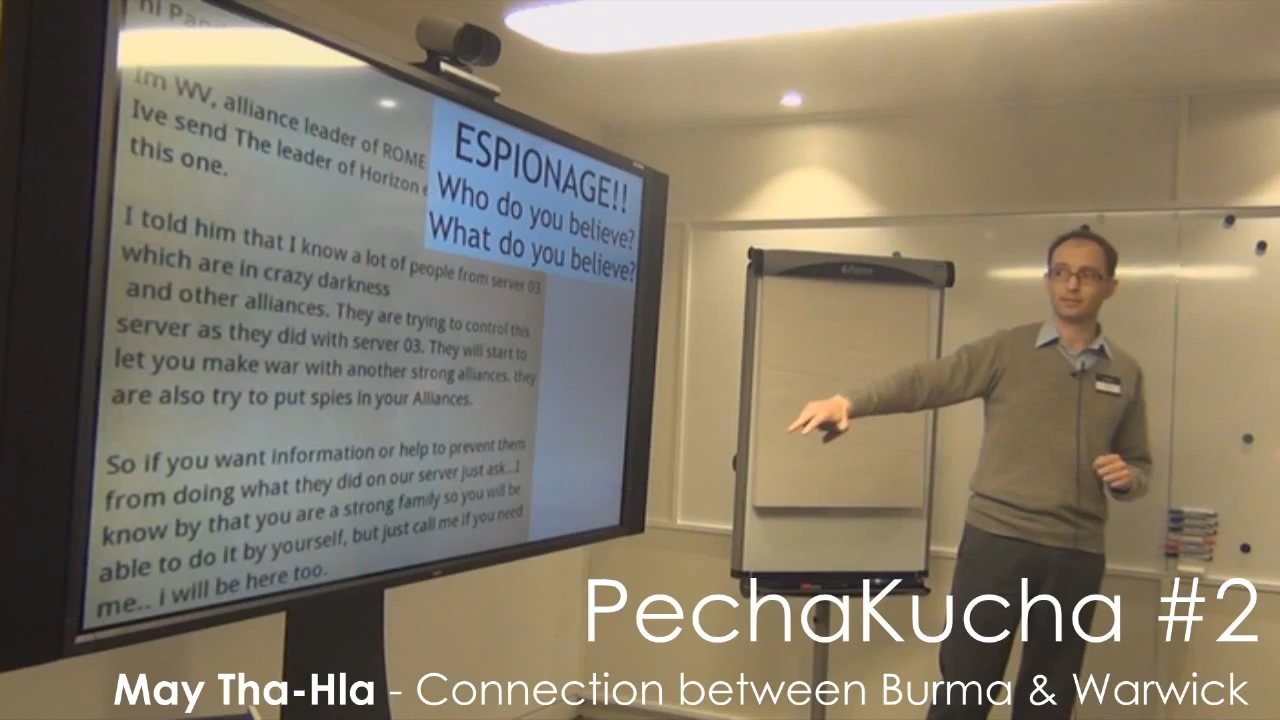 Im WV, alliance leader of ROME
Ive send The leader of Horizon
this one.
I told him that I know a lot of people from server 03
which are in crazy darkness
and other alliances. They are trying to control this
server as they did with server 03. They will start to
let you make war with another strong alliances. they
are also try to put spies in your Alliances.
So if you want information or help to prevent them
from doing what they did on our server just ask...I
know by that you are a strong family so you will be
able to do it by yourself, but just call me if you need
me.. i will be here too.
ESPIONAGE!!
Who do you believe?
What do you believe?
PechaKucha #2
May Tha-Hla - Connection between Burma & Warwick